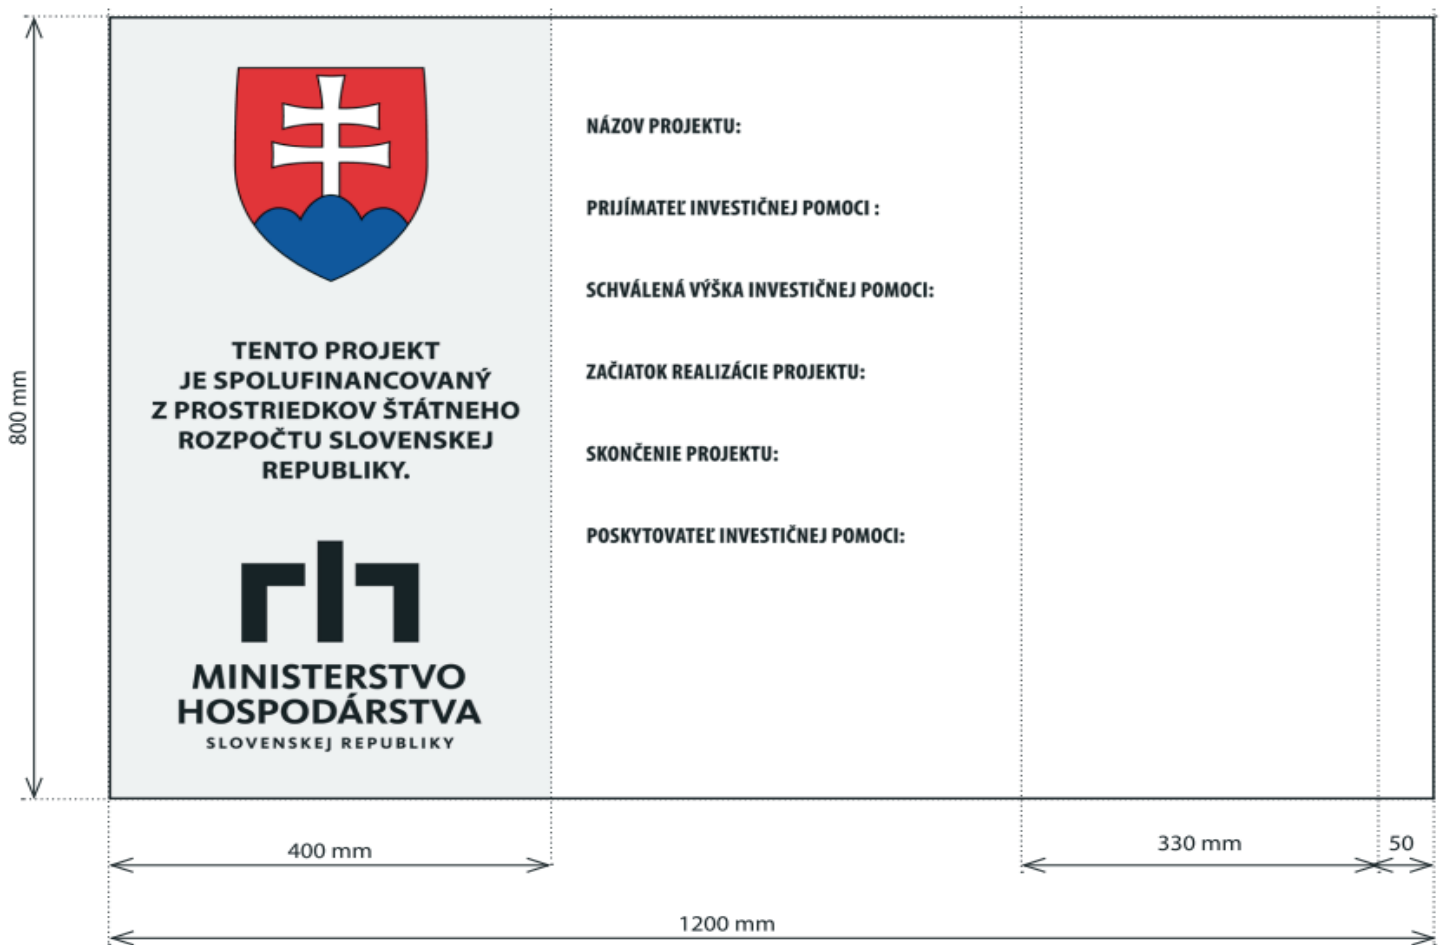 TENTO PROJEKT
JE SPOLUFINANCOVANÝ
Z PROSTRIEDKOV ŠTÁTNEHO
ROZPOČTU SLOVENSKEJ
REPUBLIKY.
MINISTERSTVO
HOSPODÁRSTVA
SLOVENSKEJ REPUBLIKY
NÁZOV PROJEKTU:
PRIJÍMATEĽ INVESTIČNEJ POMOCI :
SCHVÁLENÁ VÝŠKA INVESTIČNEJ POMOCI:
ZAČIATOK REALIZÁCIE PROJEKTU:
SKONČENIE PROJEKTU:
POSKYTOVATEĽ INVESTIČNEJ POMOCI:
800 mm
400 mm
330 mm
50
1200 mm